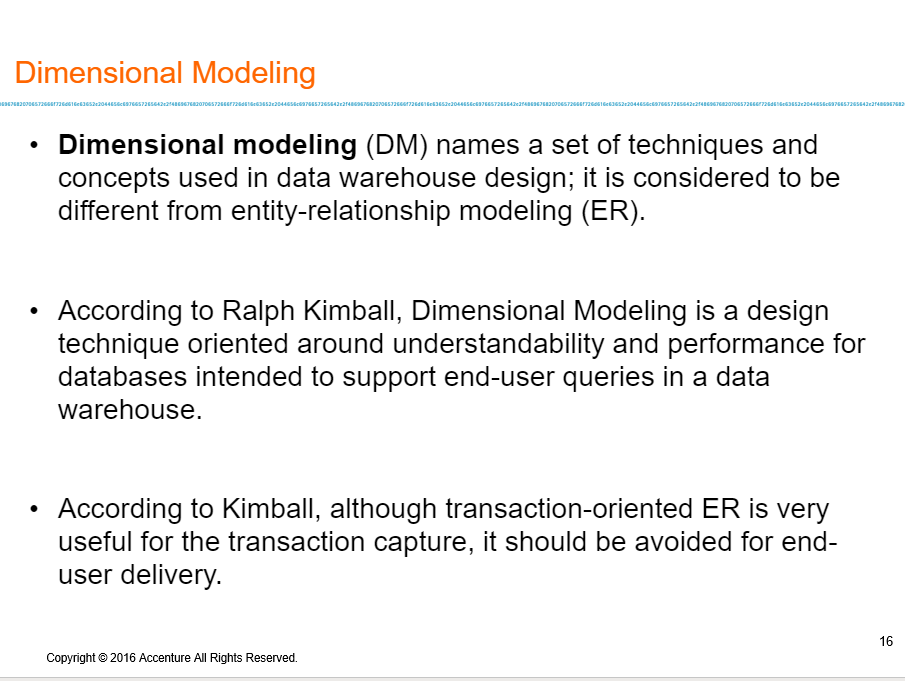 Dimensional Modeling
• Dimensional modeling (DM) names a set of techniques and
concepts used in data warehouse design; it is considered to be
different from entity-relationship modeling (ER).
• According to Ralph Kimball, Dimensional Modeling is a design
technique oriented around understandability and performance for
databases intended to support end-user queries in a data
warehouse.
• According to Kimball, although transaction-oriented ER is very
useful for the transaction capture, it should be avoided for end-
user delivery.
16
Copyright © 2016 Accenture All Rights Reserved.